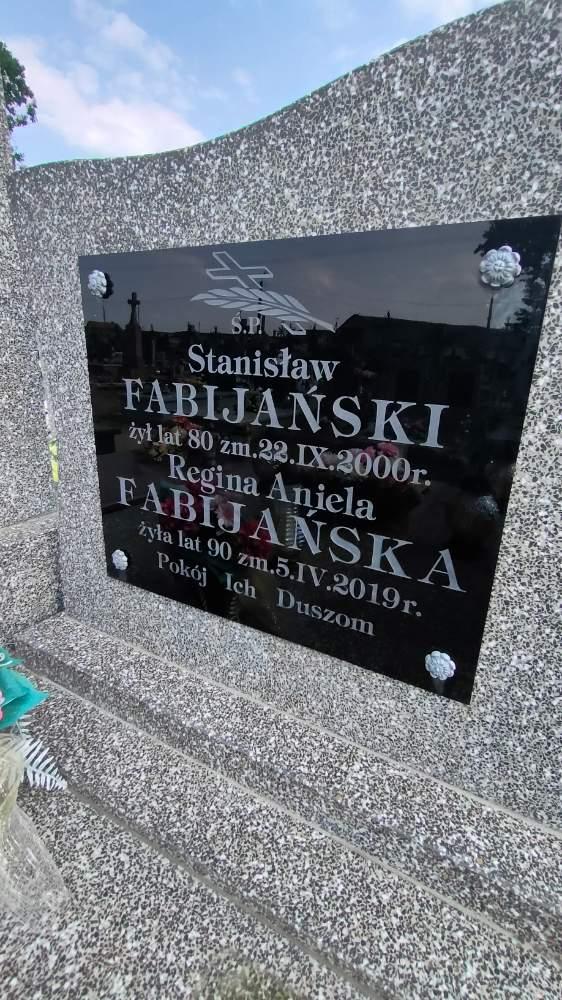 Ś.P.
Stanisław
FABIJAŃSKI
żył lat 80 zm.22.IX.2000r.
Regina Aniela
FABIJAŃSKA
żyła lat 90 zm.5.IV.2019r.
Pokój Ich Duszom